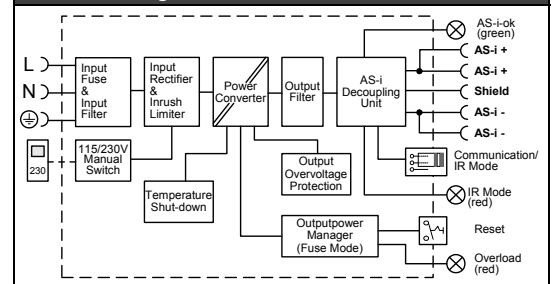 AS-i-ok
(green)
AS-i +
AS-i +
Shield
AS-i -
AS-i -
Communication/
IR Mode
IR Mode
(red)
Reset
Overload
(red)
L
N
Input
Fuse
&
Input
Filter
Input
Rectifier
&
Inrush
Limiter
Power
Converter
Output
Filter
AS-i
Decoupling
Unit
230
115/230V
Manual
Switch
Temperature
Shut-down
Output
Overvoltage
Protection
Outputpower
Manager
(Fuse Mode)